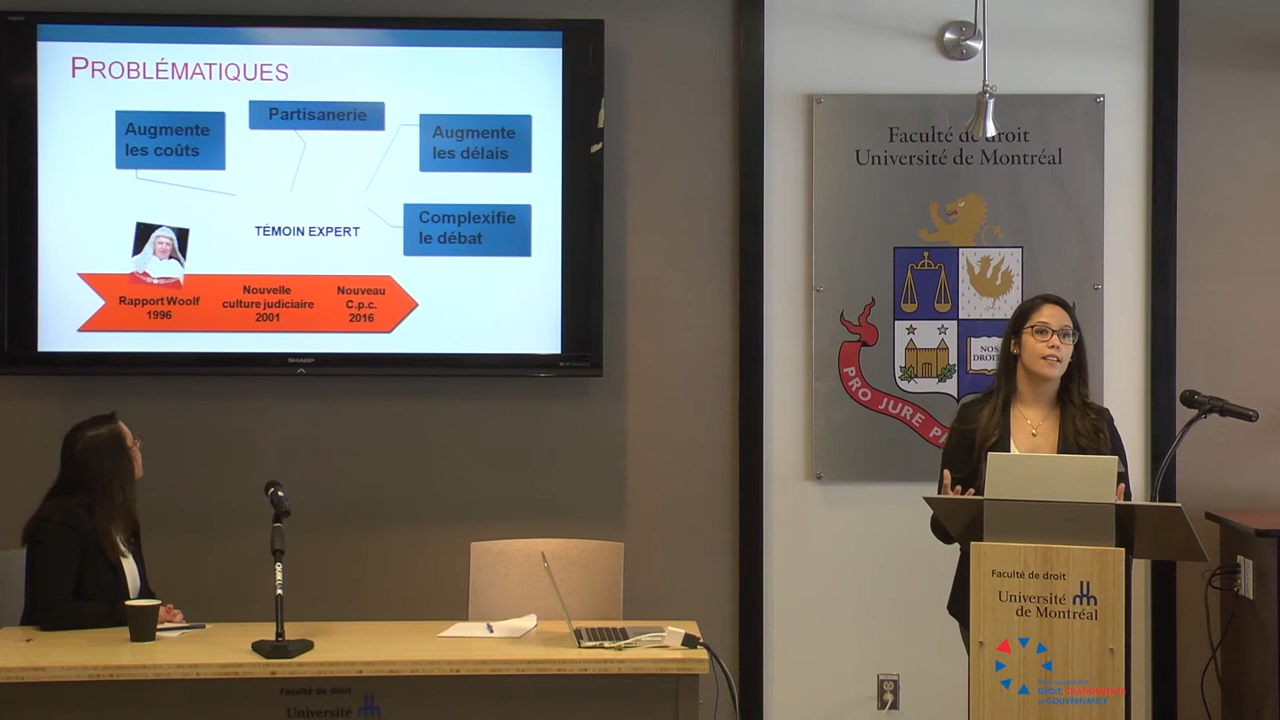 PROBLÉMATIQUES
Augmente
les coûts
Partisanerie
Augmente
les délais
Complexifie
le débat
TÉMOIN EXPERT
Rapport Woolf
1996
Nouvelle
culture judiciaire
2001
Nouveau
C.p.c.
2016
SHARP
Faculté de droit
Université de Montréal
NOS
DROIT
PRO JURE
Faculté de droit
Université
de Montréal
DROIT, CHANGEMENTS
et GOUVERNANCE
Faculté de droit
Université